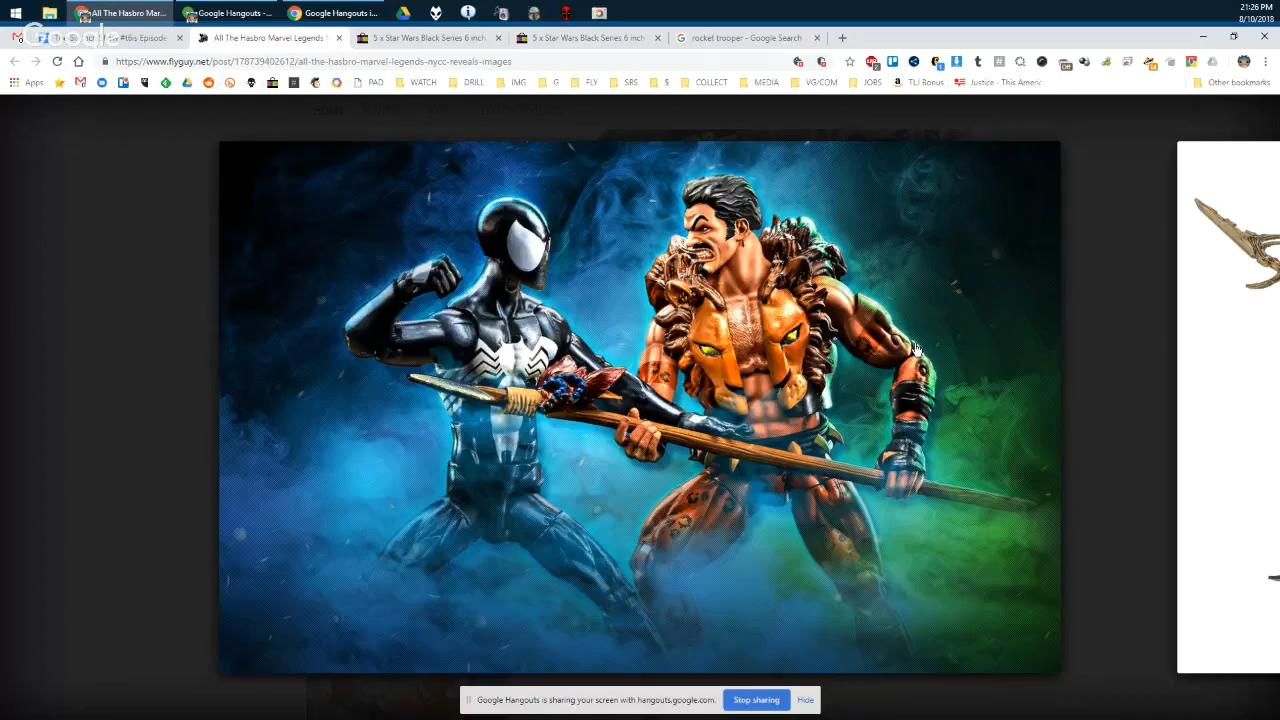 All The Hasbro Mar...
Google Hangouts - ...
Google Hangouts i...
21:26 PM
8/10/2018
Google
#t6is Episode
All The Hasbro Marvel Legends
5 x Star Wars Black Series 6 inch
5 x Star Wars Black Series 6 inch
rocket trooper - Google Search
https://www.flyguy.net/post/178739402612/all-the-hasbro-marvel-legends-nycc-reveals-images
Apps
PAD
WATCH
DRILL
IMG
G
FLY
SRS
$
COLLECT
MEDIA
VG/COM
JOBS
TLJ Bonus
Justice - This Americ
Other bookmarks
HOME
Google Hangouts is sharing your screen with hangouts.google.com.
Stop sharing
Hide